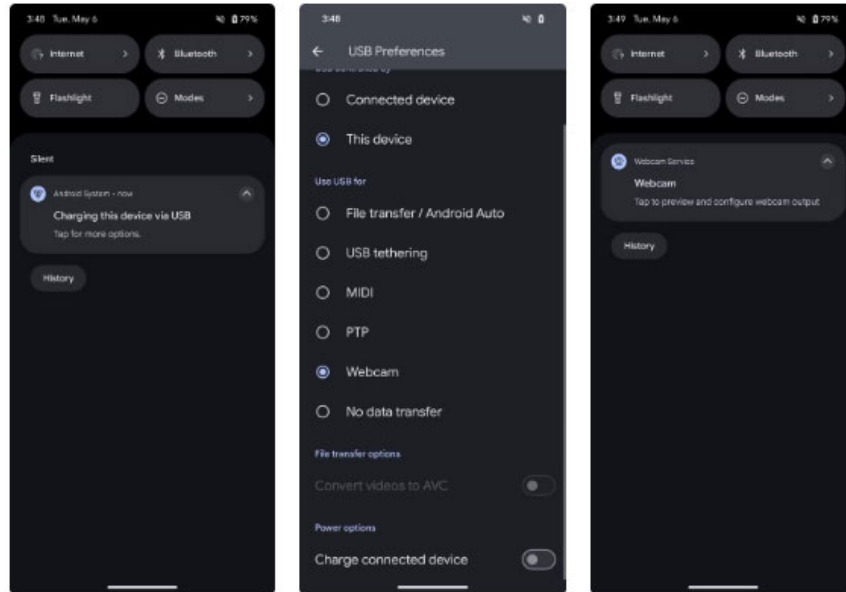 3:48 Tue, May 6
79%
Internet
Bluetooth
Flashlight
Modes
Silent
Android System • now
Charging this device via USB
Tap for more options.
History
3:48
USB Preferences
USB controlled by
Connected device
This device
Use USB for
File transfer / Android Auto
USB tethering
MIDI
PTP
Webcam
No data transfer
File transfer options
Convert videos to AVC
Power options
Charge connected device
3:49 Tue, May 6
79%
Internet
Bluetooth
Flashlight
Modes
Webcam Service
Webcam
Tap to preview and configure webcam output
History